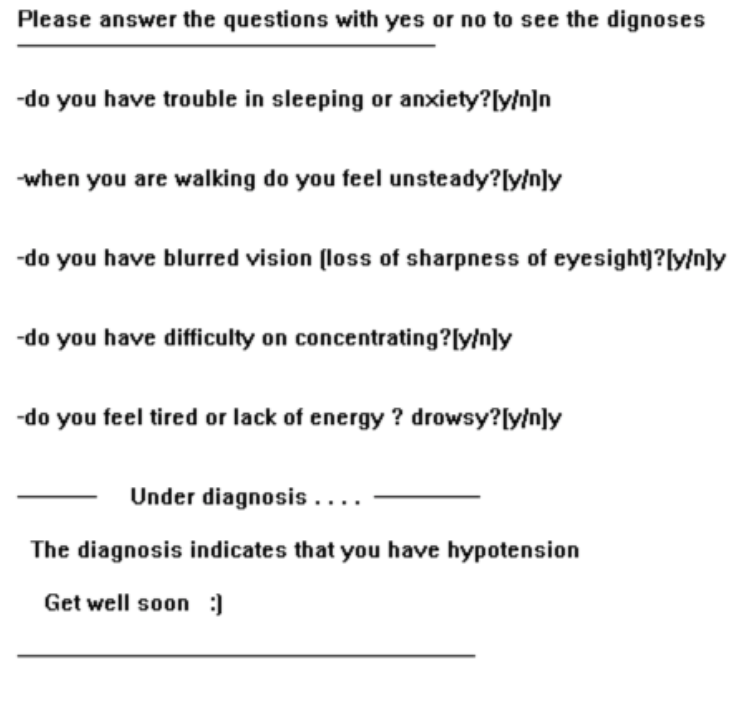 Please answer the questions with yes or no to see the dignoses
-do you have trouble in sleeping or anxiety?[y/n]n
-when you are walking do you feel unsteady?[y/n]y
-do you have blurred vision (loss of sharpness of eyesight)?[y/n]y
-do you have difficulty on concentrating?[y/n]y
-do you feel tired or lack of energy ? drowsy?[y/n]y
Under diagnosis . . . .
The diagnosis indicates that you have hypotension
Get well soon :)